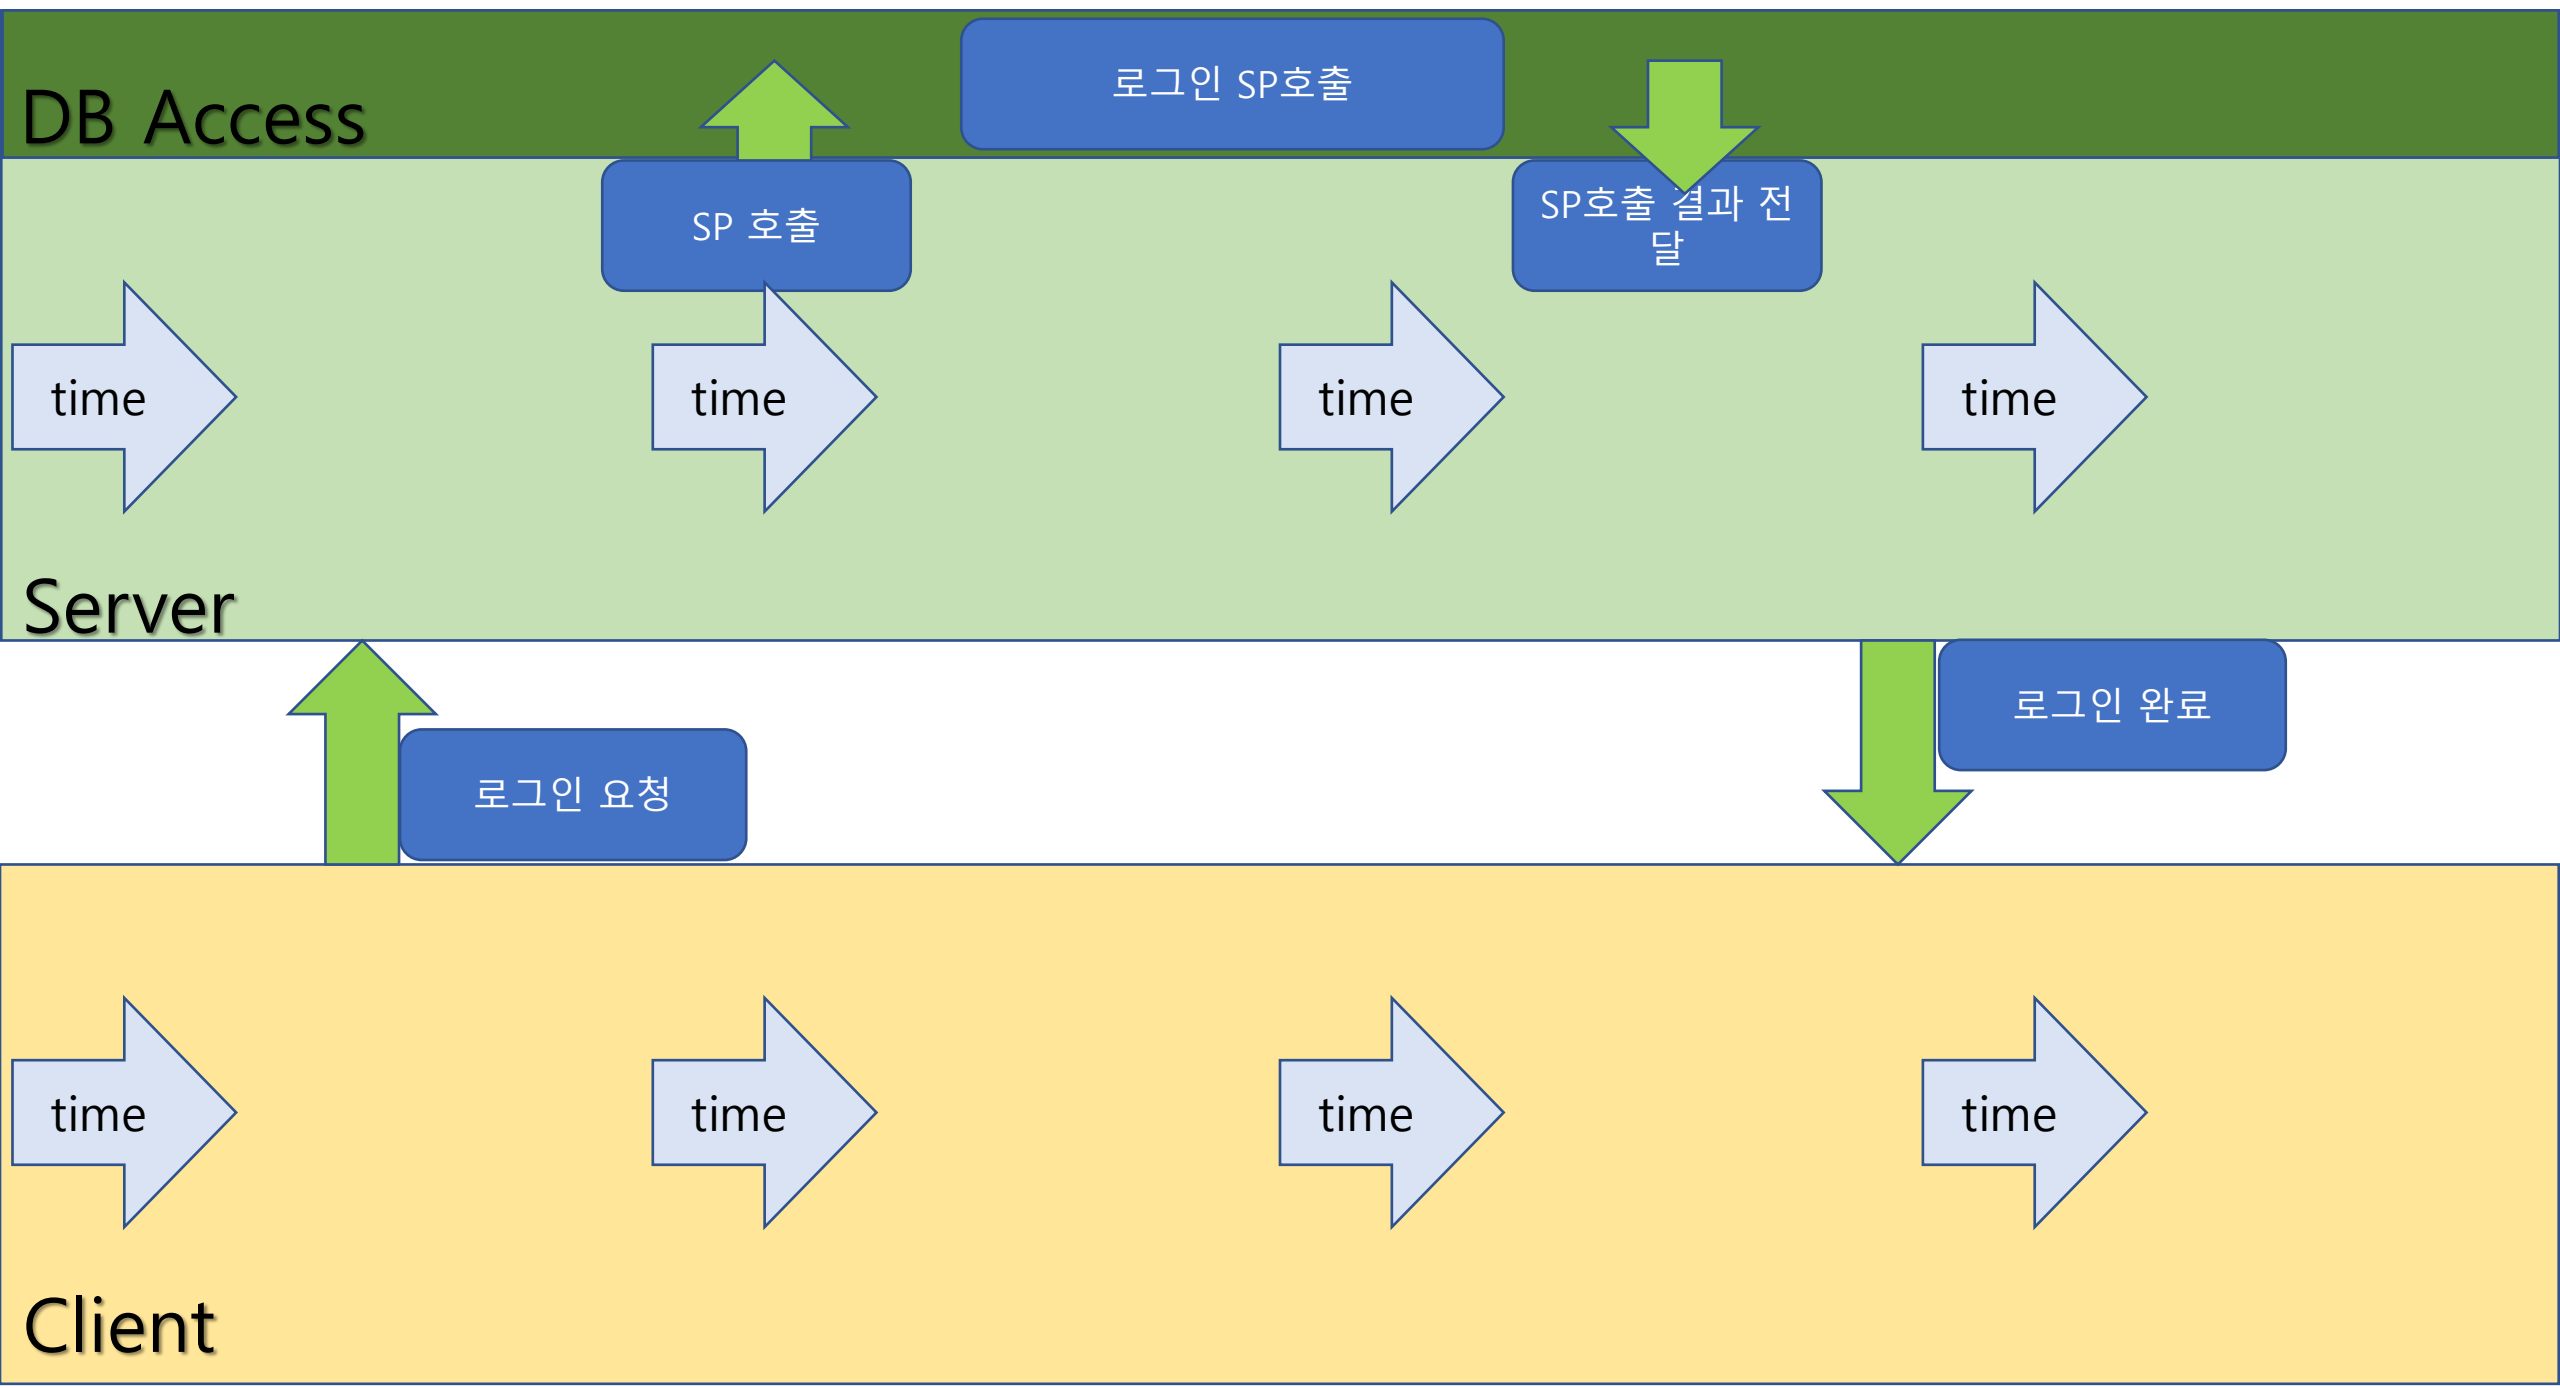 로그인 SP호출
DB Access
SP 호출
SP호출 결과 전
달
time
time
time
time
Server
로그인 완료
로그인 요청
time
time
time
time
Client